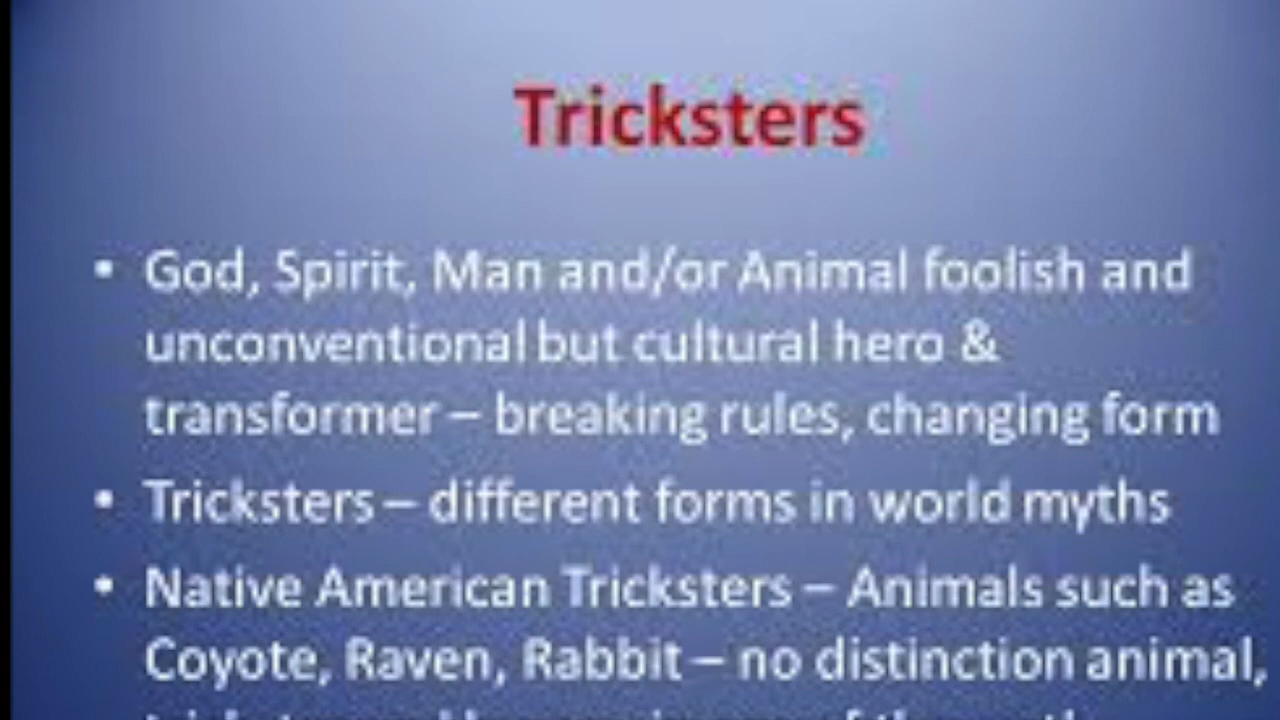 Tricksters
• God, Spirit, Man and/or Animal foolish and
unconventional but cultural hero &
transformer – breaking rules, changing form
• Tricksters – different forms in world myths
• Native American Tricksters – Animals such as
Coyote, Raven, Rabbit – no distinction animal,